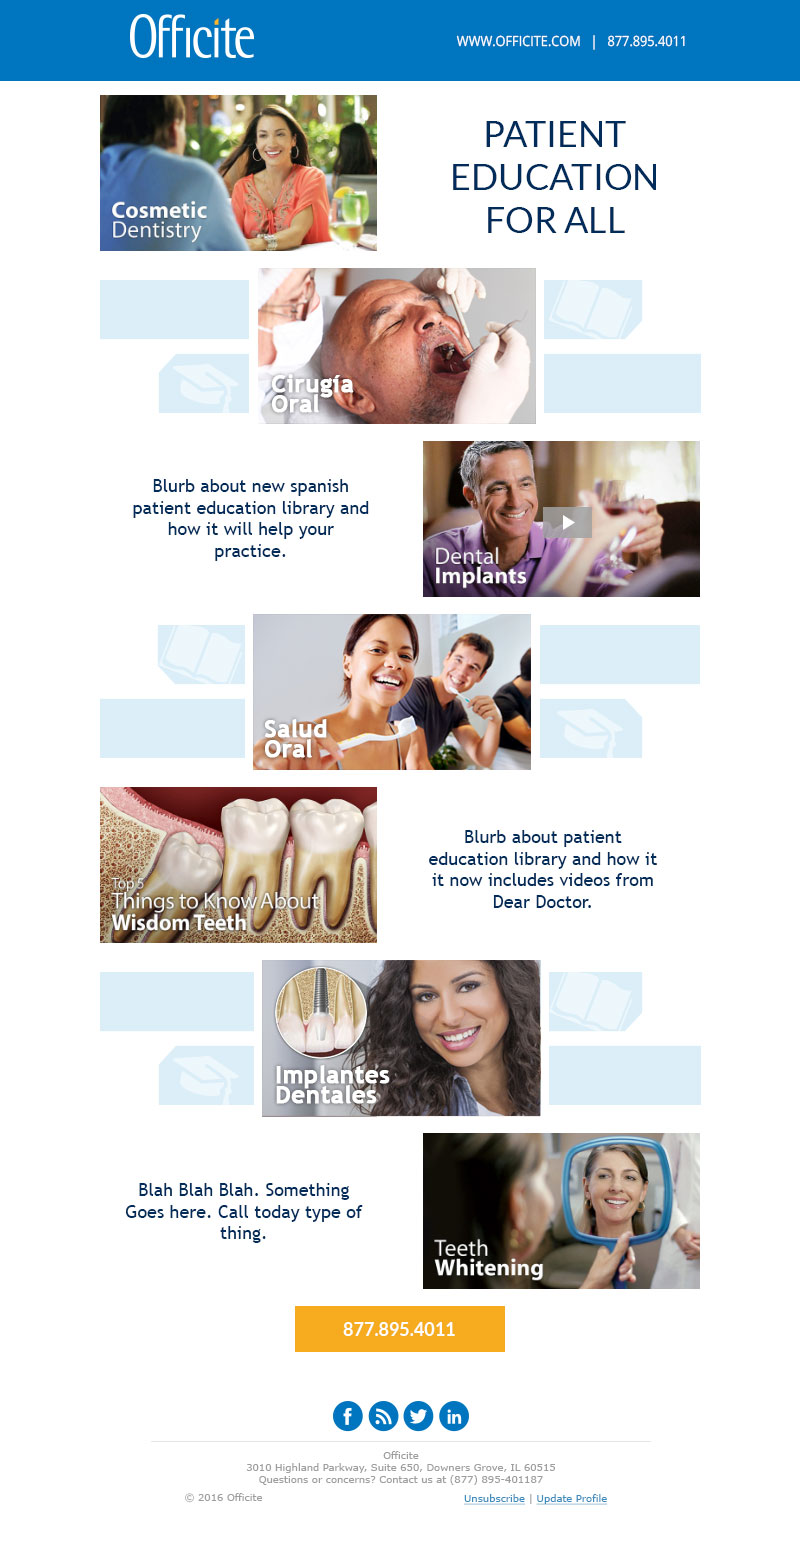 Officite
WWW.OFFICITE.COM | 877.895.4011
Cosmetic
Dentistry
PATIENT
EDUCATION
FOR ALL
Cirugía
Oral
Blurb about new spanish
patient education library and
how it will help your
practice.
Dental
Implants
Salud
Oral
Top 5
Things to Know About
Wisdom Teeth
Blurb about patient
education library and how it
it now includes videos from
Dear Doctor.
Implantes
Dentales
Blah Blah Blah. Something
Goes here. Call today type of
thing.
Teeth
Whitening
877.895.4011
Officite
3010 Highland Parkway, Suite 650, Downers Grove, IL 60515
Questions or concerns? Contact us at (877) 895-401187
© 2016 Officite
Unsubscribe | Update Profile